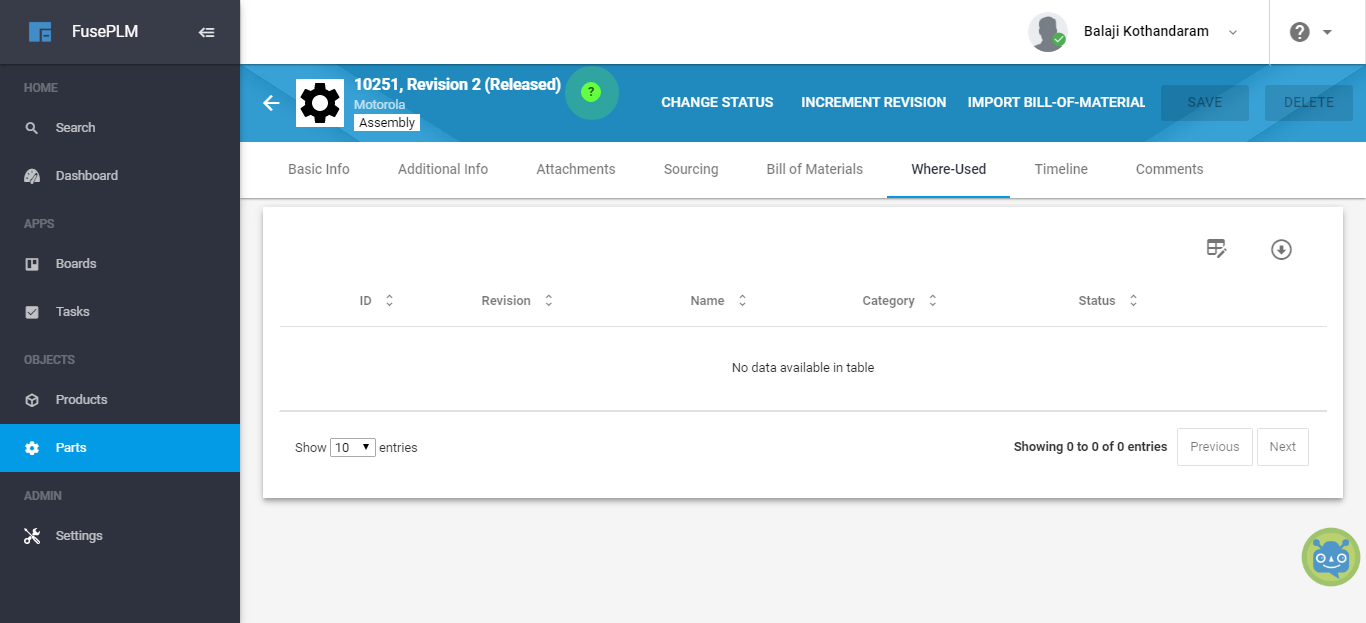 FusePLM
HOME
Search
Dashboard
APPS
Boards
Tasks
OBJECTS
Products
Parts
ADMIN
Settings
Balaji Kothandaram
?
10251, Revision 2 (Released)
?
Motorola
Assembly
CHANGE STATUS
INCREMENT REVISION
IMPORT BILL-OF-MATERIAL
SAVE
DELETE
Basic Info
Additional Info
Attachments
Sourcing
Bill of Materials
Where-Used
Timeline
Comments
ID
Revision
Name
Category
Status
No data available in table
Show 10 entries
Showing 0 to 0 of 0 entries
Previous
Next